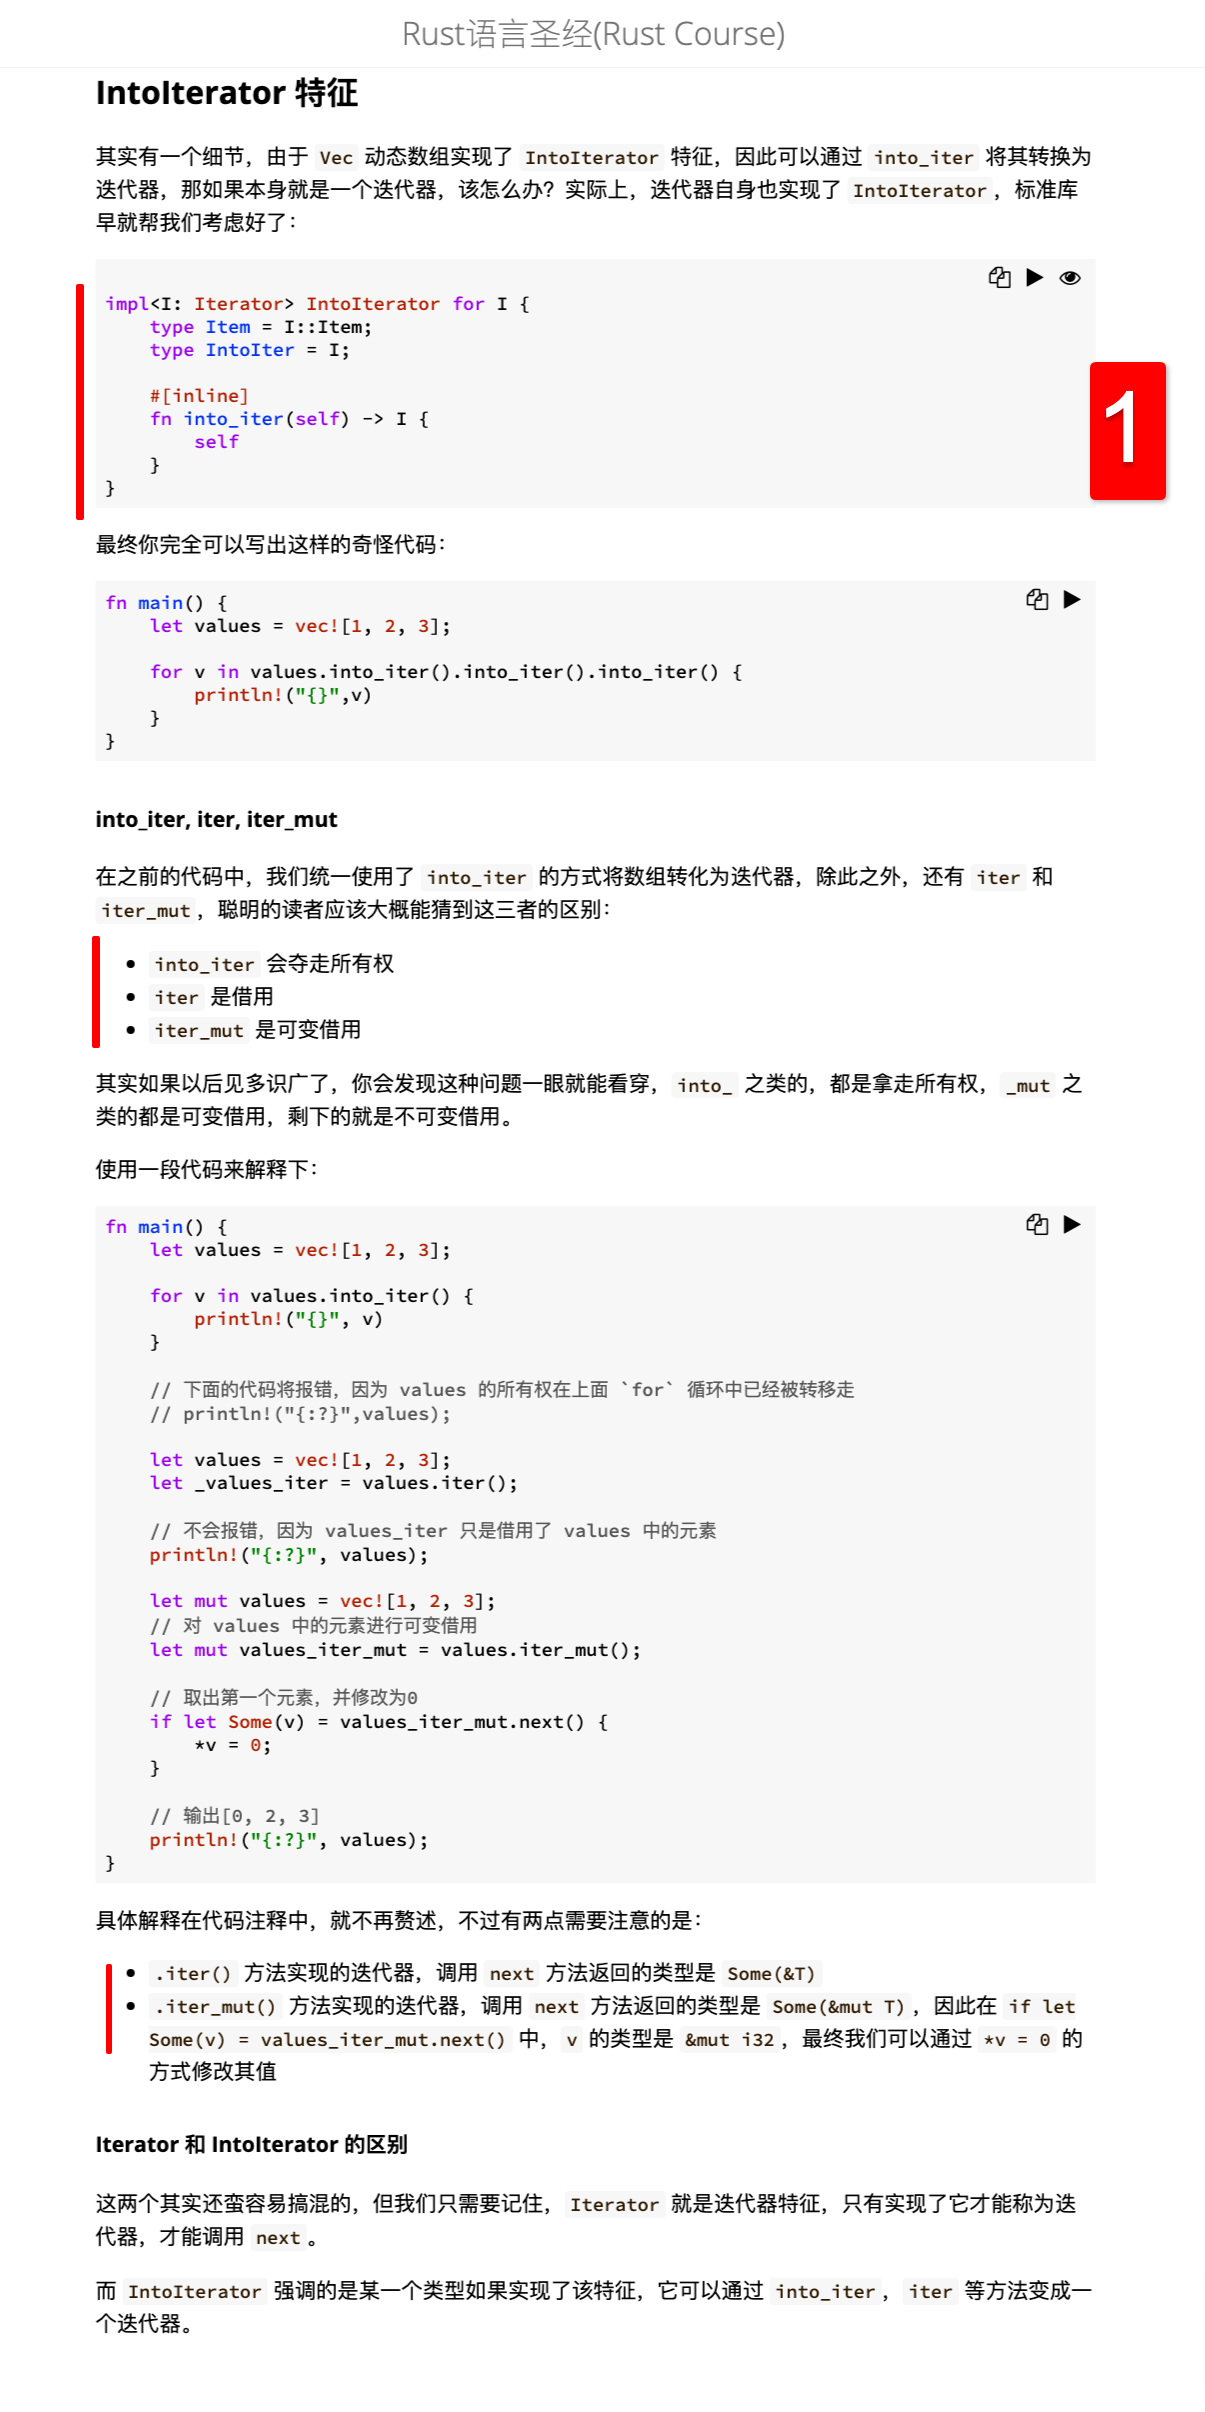 Rust语言圣经(Rust Course)
IntoIterator 特征
其实有一个细节，由于 Vec 动态数组实现了 IntoIterator 特征，因此可以通过 into_iter 将其转换为
迭代器，那如果本身就是一个迭代器，该怎么办？实际上，迭代器自身也实现了 IntoIterator，标准库
早就帮我们考虑好了：
impl<I: Iterator> IntoIterator for I {
    type Item = I::Item;
    type IntoIter = I;
    #[inline]
    fn into_iter(self) -> I {
        self
    }
}
1
最终你完全可以写出这样的奇怪代码：
fn main() {
    let values = vec![1, 2, 3];
    for v in values.into_iter().into_iter().into_iter() {
        println!("{}",v)
    }
}
into_iter, iter, iter_mut
在之前的代码中，我们统一使用了 into_iter 的方式将数组转化为迭代器，除此之外，还有 iter 和
iter_mut，聪明的读者应该大概能猜到这三者的区别：
• into_iter 会夺走所有权
• iter 是借用
• iter_mut 是可变借用
其实如果以后见多识广了，你会发现这种问题一眼就能看穿，into_ 之类的，都是拿走所有权，_mut 之
类的都是可变借用，剩下的就是不可变借用。
使用一段代码来解释下：
fn main() {
    let values = vec![1, 2, 3];
    for v in values.into_iter() {
        println!("{}", v)
    }
    // 下面的代码将报错，因为 values 的所有权在上面 `for` 循环中已经被转移走
    // println!("{:?}",values);
    let values = vec![1, 2, 3];
    let _values_iter = values.iter();
    // 不会报错，因为 values_iter 只是借用了 values 中的元素
    println!("{:?}", values);
    let mut values = vec![1, 2, 3];
    // 对 values 中的元素进行可变借用
    let mut values_iter_mut = values.iter_mut();
    // 取出第一个元素，并修改为0
    if let Some(v) = values_iter_mut.next() {
        *v = 0;
    }
    // 输出[0, 2, 3]
    println!("{:?}", values);
}
具体解释在代码注释中，就不再赘述，不过有两点需要注意的是：
• .iter() 方法实现的迭代器，调用 next 方法返回的类型是 Some(&T)
• .iter_mut() 方法实现的迭代器，调用 next 方法返回的类型是 Some(&mut T)，因此在 if let
Some(v) = values_iter_mut.next() 中，v 的类型是 &mut i32，最终我们可以通过 *v = 0 的
方式修改其值
Iterator 和 IntoIterator 的区别
这两个其实还蛮容易搞混的，但我们只需要记住，Iterator 就是迭代器特征，只有实现了它才能称为迭
代器，才能调用 next。
而 IntoIterator 强调的是某一个类型如果实现了该特征，它可以通过 into_iter，iter 等方法变成一
个迭代器。